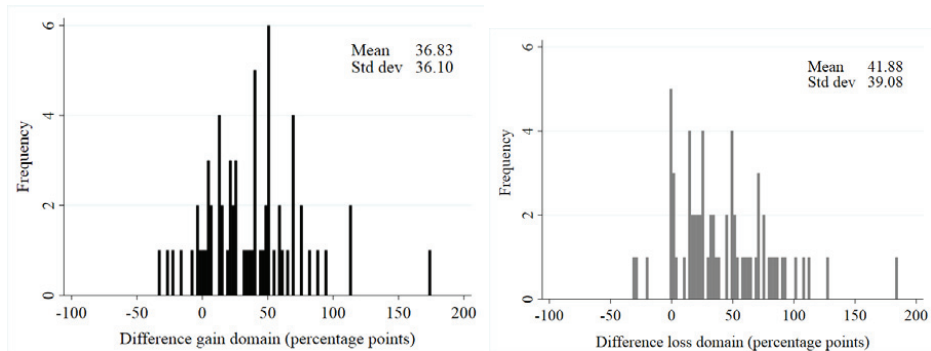 6
4
2
0
Frequency
Mean 36.83
Std dev 36.10
-100 -50 0 50 100 150 200
Difference gain domain (percentage points)
6
4
2
0
Frequency
Mean 41.88
Std dev 39.08
-100 -50 0 50 100 150 200
Difference loss domain (percentage points)